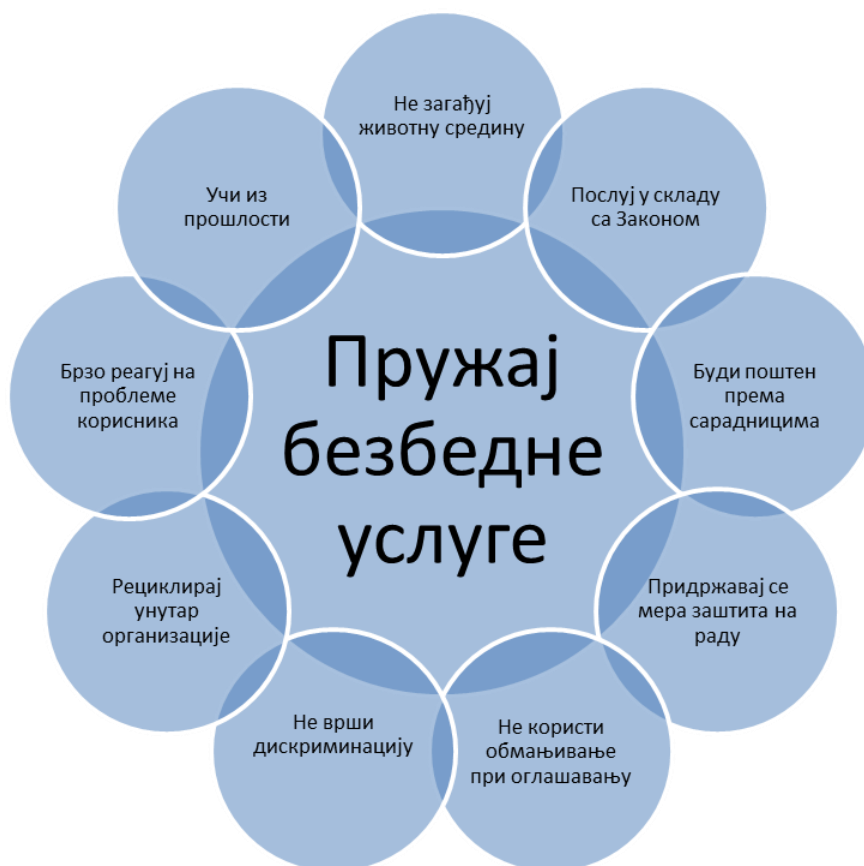 Не загађуј
животну средину
Послуј у складу
са Законом
Буди поштен
према
сарадницима
Придржавај се
мера заштита на
раду
Не користи
обмањивање
при оглашавању
Не врши
дискриминацију
Рециклирај
унутар
организације
Брзо реагуј на
проблеме
корисника
Учи из
прошлости
Пружај
безбедне
услуге